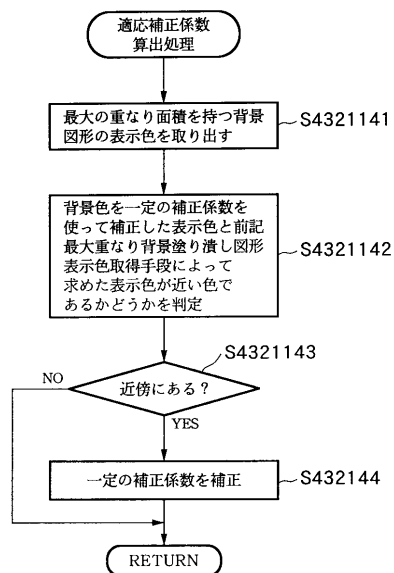 適応補正係数
算出処理
最大の重なり面積を持つ背景
図形の表示色を取り出す
S4321141
背景色を一定の補正係数を
使って補正した表示色と前記
最大重なり背景塗り潰し図形
表示色取得手段によって
求めた表示色が近い色で
あるかどうかを判定
S4321142
S4321143
近傍にある？
NO
YES
一定の補正係数を補正
S432144
RETURN